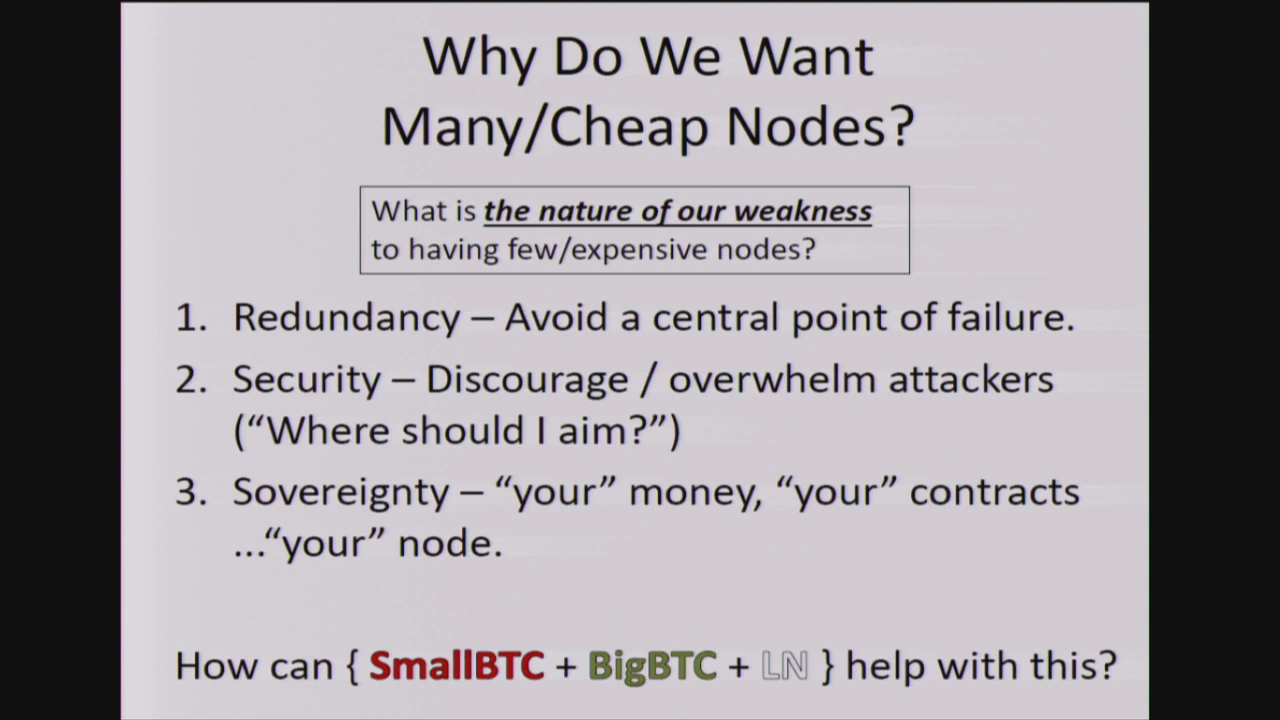 Why Do We Want
Many/Cheap Nodes?
What is the nature of our weakness
to having few/expensive nodes?
1. Redundancy – Avoid a central point of failure.
2. Security – Discourage / overwhelm attackers
(“Where should I aim?”)
3. Sovereignty – “your” money, “your” contracts
...“your” node.
How can { SmallBTC + BigBTC + LN } help with this?